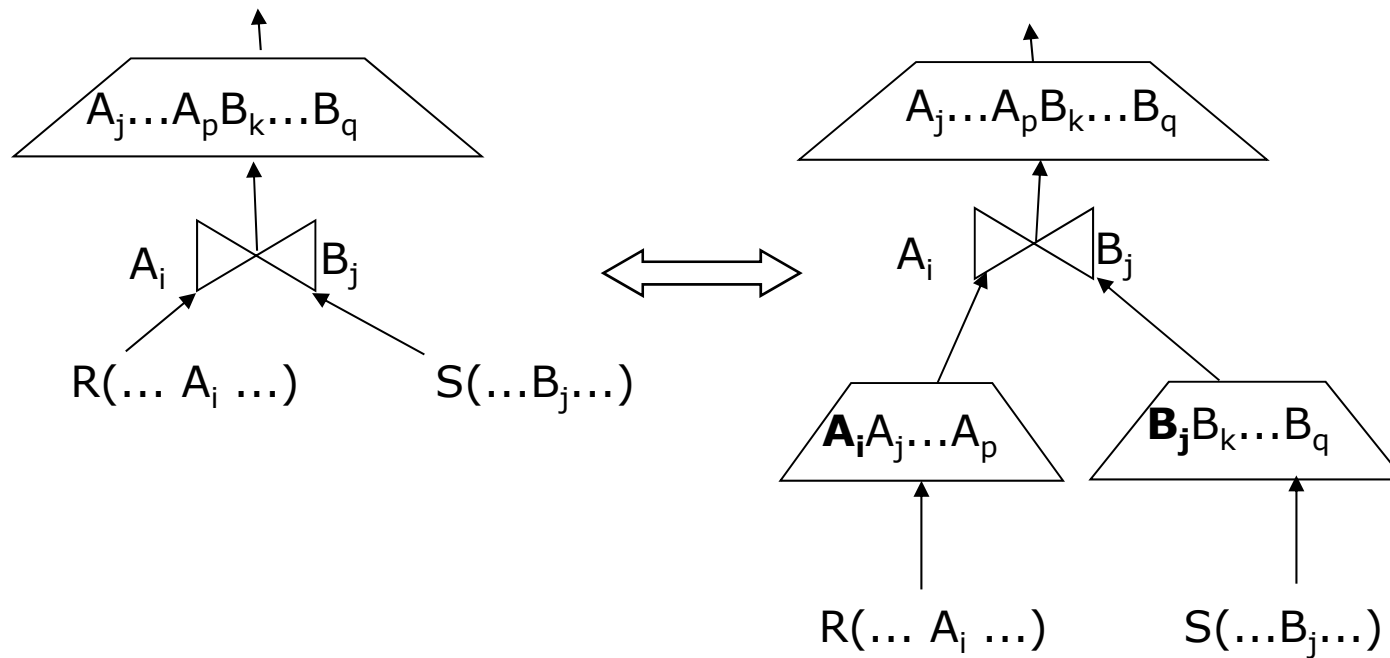 A_j...A_pB_k...B_q
A_i B_j
R(... A_i ...) S(...B_j...)
A_j...A_pB_k...B_q
A_i B_j
A_iA_j...A_p B_jB_k...B_q
R(... A_i ...) S(...B_j...)